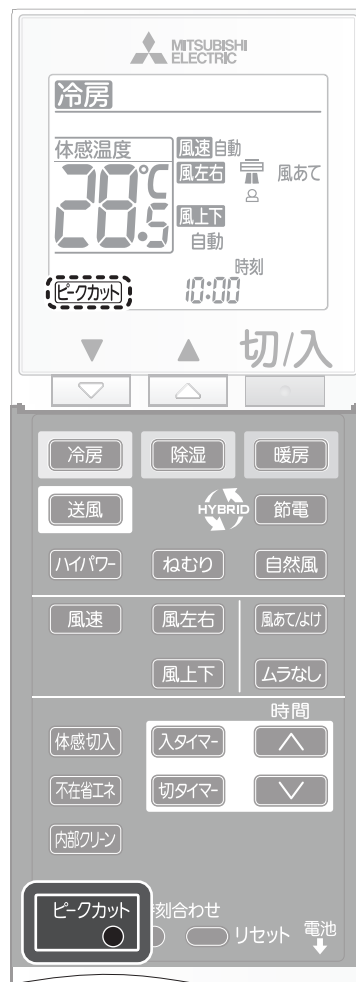 MITSUBISHI
ELECTRIC
冷房
体感温度
風速 自動
風左右 風あて
28.5℃
風上下
自動
時刻
ピークカット 10:00
▼ ▲ 切/入
▽ △
冷房 除湿 暖房
送風 HYBRID 節電
ハイパワー ねむり 自然風
風速 風左右 風あて/よけ
風上下 ムラなし
時間
体感切入 入タイマー ∧
不在省エネ 切タイマー ∨
内部クリーン
ピークカット 刻合わせ
リセット 電池